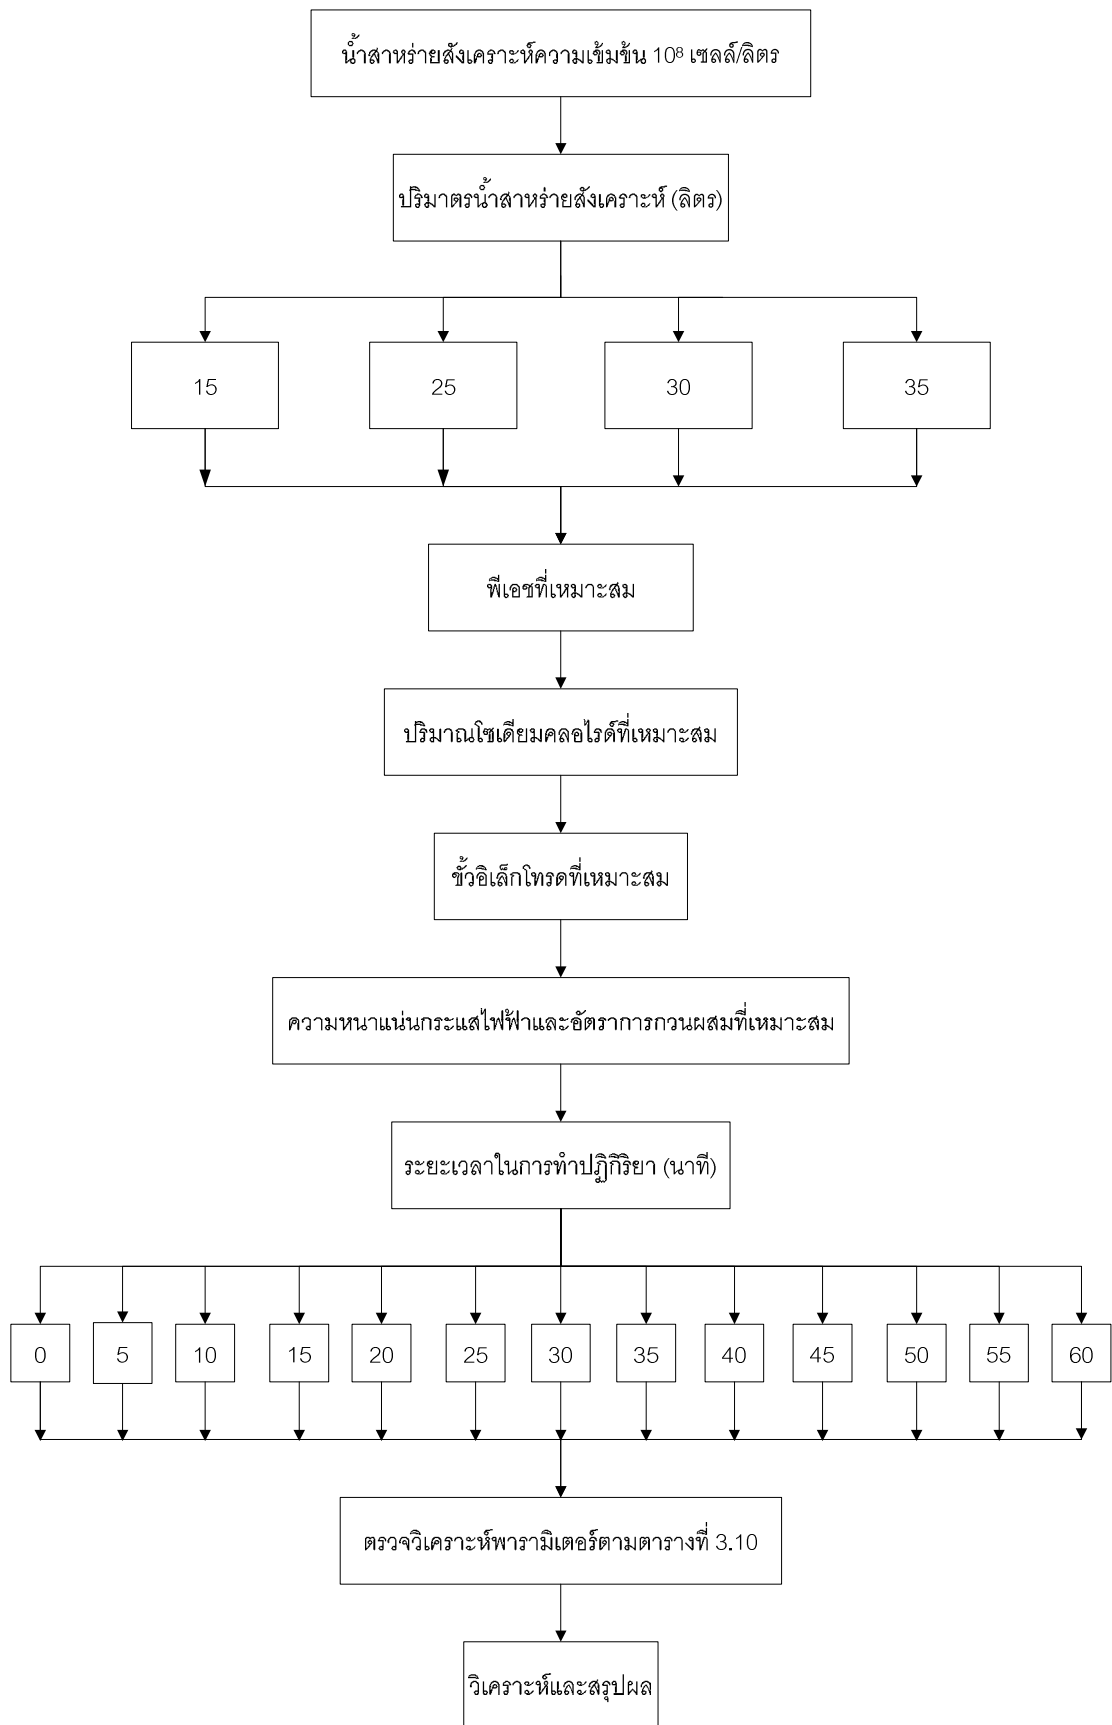 น้ำสาหร่ายสังเคราะห์ความเข้มข้น 10⁸ เซลล์/ลิตร
ปริมาตรน้ำสาหร่ายสังเคราะห์ (ลิตร)
15 25 30 35
พีเอชที่เหมาะสม
ปริมาณโซเดียมคลอไรด์ที่เหมาะสม
ขั้วอิเล็กโทรดที่เหมาะสม
ความหนาแน่นกระแสไฟฟ้าและอัตราการกวนผสมที่เหมาะสม
ระยะเวลาในการทำปฏิกิริยา (นาที)
0 5 10 15 20 25 30 35 40 45 50 55 60
ตรวจวิเคราะห์พารามิเตอร์ตามตารางที่ 3.10
วิเคราะห์และสรุปผล